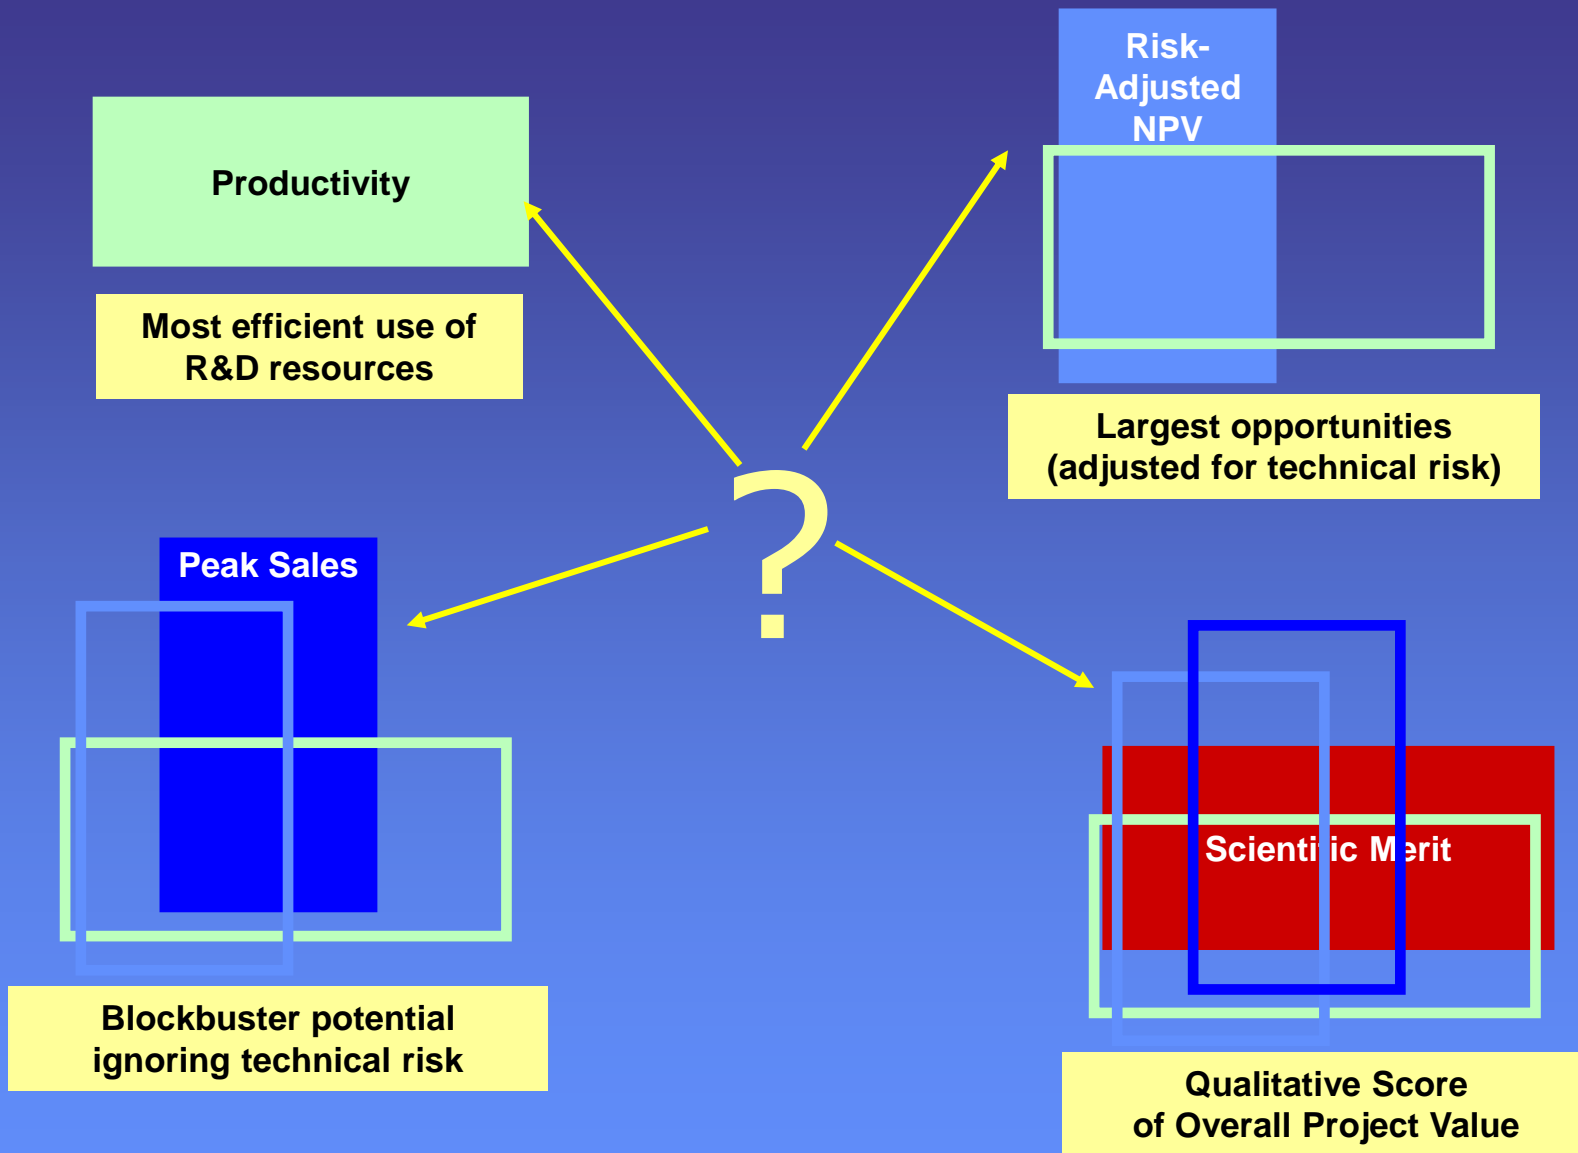 Productivity
Most efficient use of
R&D resources
Risk-
Adjusted
NPV
Largest opportunities
(adjusted for technical risk)
?
Peak Sales
Blockbuster potential
ignoring technical risk
Scientific Merit
Qualitative Score
of Overall Project Value